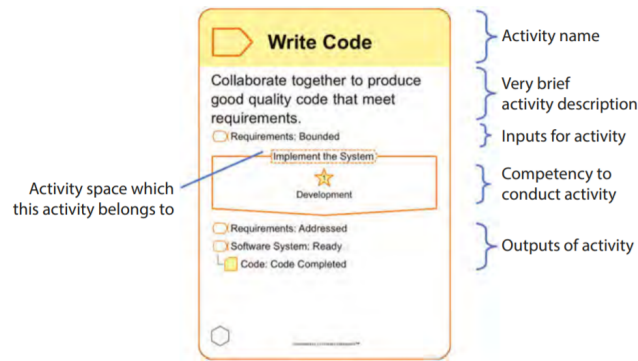 Write Code
Collaborate together to produce
good quality code that meet
requirements.
Requirements: Bounded
Implement the System
Development
Requirements: Addressed
Software System: Ready
Code: Code Completed
Activity space which
this activity belongs to
Activity name
Very brief
activity description
Inputs for activity
Competency to
conduct activity
Outputs of activity